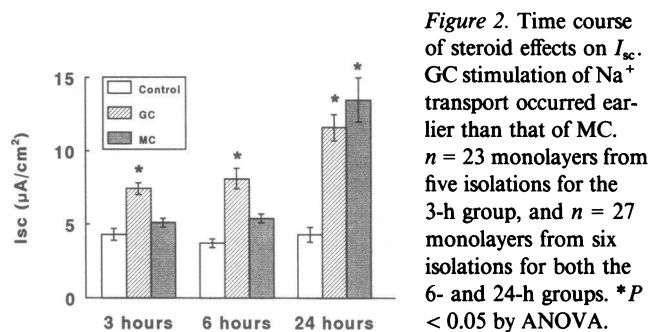 Figure 2. Time course
of steroid effects on Isc.
GC stimulation of Na+
transport occurred ear-
lier than that of MC.
n = 23 monolayers from
five isolations for the
3-h group, and n = 27
monolayers from six
isolations for both the
6- and 24-h groups. *P
< 0.05 by ANOVA.
Isc (μA/cm²)
15
10
5
0
Control
GC
MC
*
*
*
*
3 hours 6 hours 24 hours